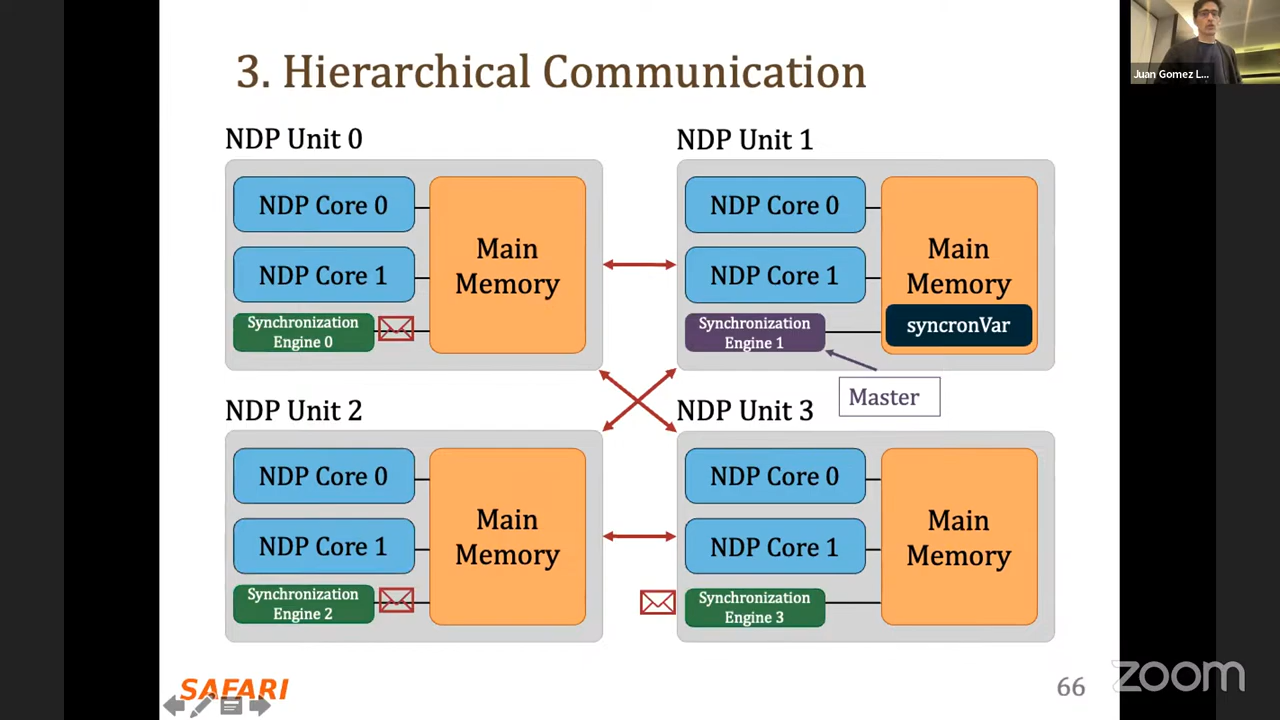 3. Hierarchical Communication
Juan Gomez L...
NDP Unit 0
NDP Core 0
NDP Core 1
Synchronization
Engine 0
Main
Memory
NDP Unit 1
NDP Core 0
NDP Core 1
Synchronization
Engine 1
Main
Memory
syncronVar
Master
NDP Unit 2
NDP Core 0
NDP Core 1
Synchronization
Engine 2
Main
Memory
NDP Unit 3
NDP Core 0
NDP Core 1
Synchronization
Engine 3
Main
Memory
SAFARI
66
zoom